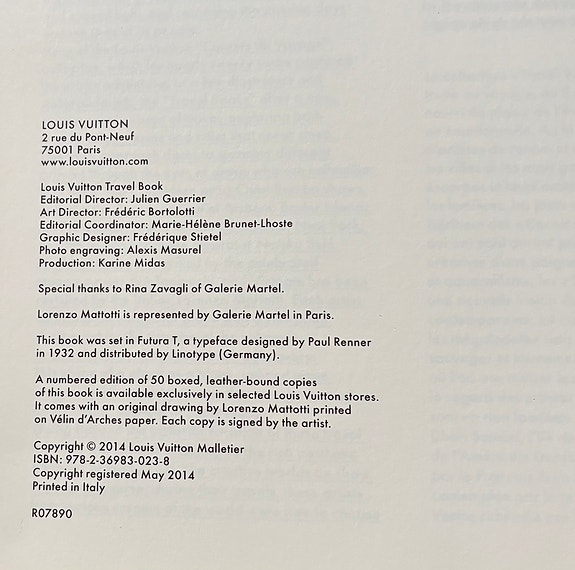 LOUIS VUITTON
2 rue du Pont-Neuf
75001 Paris
www.louisvuitton.com
Louis Vuitton Travel Book
Editorial Director: Julien Guerrier
Art Director: Frédéric Bortolotti
Editorial Coordinator: Marie-Hélène Brunet-Lhoste
Graphic Designer: Frédérique Stietel
Photo engraving: Alexis Masurel
Production: Karine Midas
Special thanks to Rina Zavagli of Galerie Martel.
Lorenzo Mattotti is represented by Galerie Martel in Paris.
This book was set in Futura T, a typeface designed by Paul Renner
in 1932 and distributed by Linotype (Germany).
A numbered edition of 50 boxed, leather-bound copies
of this book is available exclusively in selected Louis Vuitton stores.
It comes with an original drawing by Lorenzo Mattotti printed
on Vélin d'Arches paper. Each copy is signed by the artist.
Copyright © 2014 Louis Vuitton Malletier
ISBN: 978-2-36983-023-8
Copyright registered May 2014
Printed in Italy
R07890